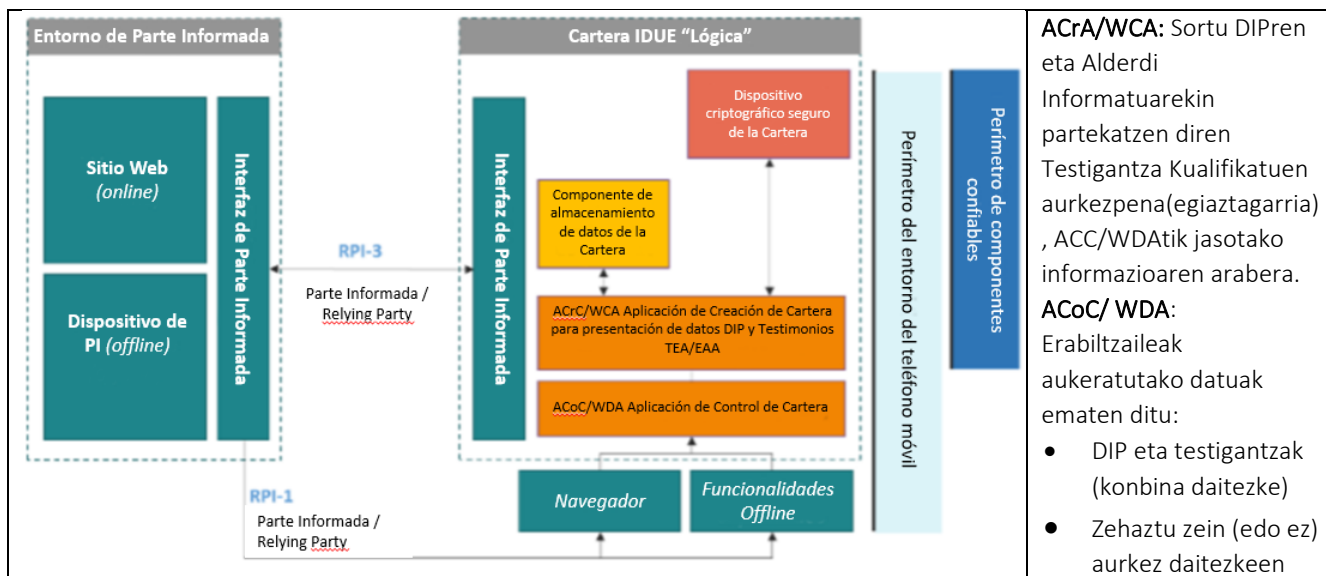 Entorno de Parte Informada
Sitio Web
(online)
Dispositivo de
PI (offline)
Interfaz de Parte Informada
RPI-3
Parte Informada /
Relying Party
RPI-1
Parte Informada /
Relying Party
Cartera IDUE “Lógica”
Interfaz de Parte Informada
Dispositivo
criptográfico seguro
de la Cartera
Componente de
almacenamiento
de datos de la
Cartera
ACrC/WCA Aplicación de Creación de Cartera
para presentación de datos DIP y Testimonios
TEA/EAA
ACoC/WDA Aplicación de Control de Cartera
Navegador
Funcionalidades
Offline
Perímetro del entorno del teléfono móvil
Perímetro de componentes
confiables
ACrA/WCA: Sortu DIPren
eta Alderdi
Informatuarekin
partekatzen diren
Testigantza Kualifikatuen
aurkezpena(egiaztagarria)
, ACC/WDAtik jasotako
informazioaren arabera.
ACoC/ WDA:
Erabiltzaileak
aukeratutako datuak
ematen ditu:
● DIP eta testigantzak
(konbina daitezke)
● Zehaztu zein (edo ez)
aurkez daitezkeen